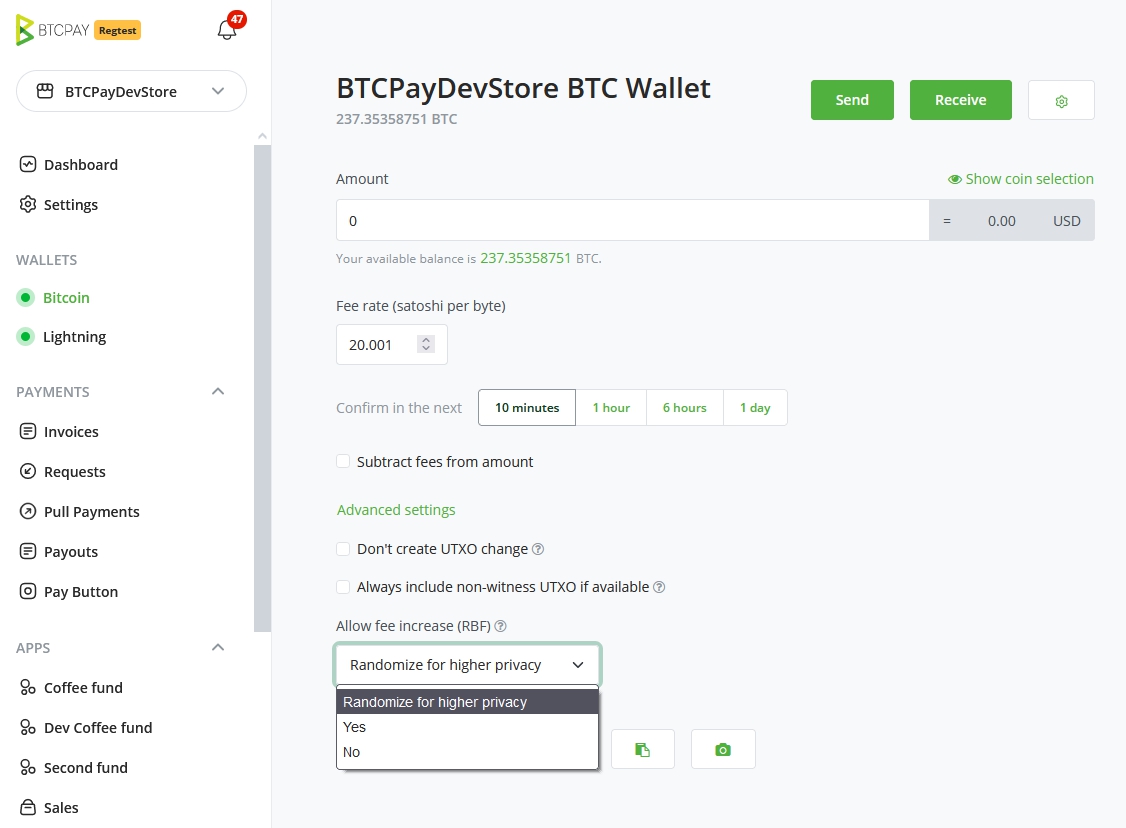 BTCPAY Regtest
47
BTCPayDevStore
Dashboard
Settings
WALLETS
Bitcoin
Lightning
PAYMENTS
Invoices
Requests
Pull Payments
Payouts
Pay Button
APPS
Coffee fund
Dev Coffee fund
Second fund
Sales
BTCPayDevStore BTC Wallet
237.35358751 BTC
Send
Receive
Amount
Show coin selection
0
= 0.00 USD
Your available balance is 237.35358751 BTC.
Fee rate (satoshi per byte)
20.001
Confirm in the next 10 minutes 1 hour 6 hours 1 day
Subtract fees from amount
Advanced settings
Don't create UTXO change ?
Always include non-witness UTXO if available ?
Allow fee increase (RBF) ?
Randomize for higher privacy
Randomize for higher privacy
Yes
No